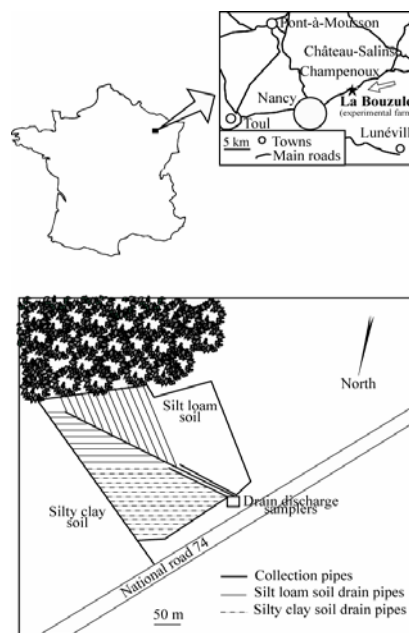 Pont-à-Mousson
Château-Salins
Champenoux
Nancy
La Bouzule
(experimental farm)
Toul
Lunévill
5 km
Towns
Main roads
North
Silt loam
soil
Drain discharge
samplers
Silty clay
soil
National road 74
Collection pipes
Silt loam soil drain pipes
Silty clay soil drain pipes
50 m